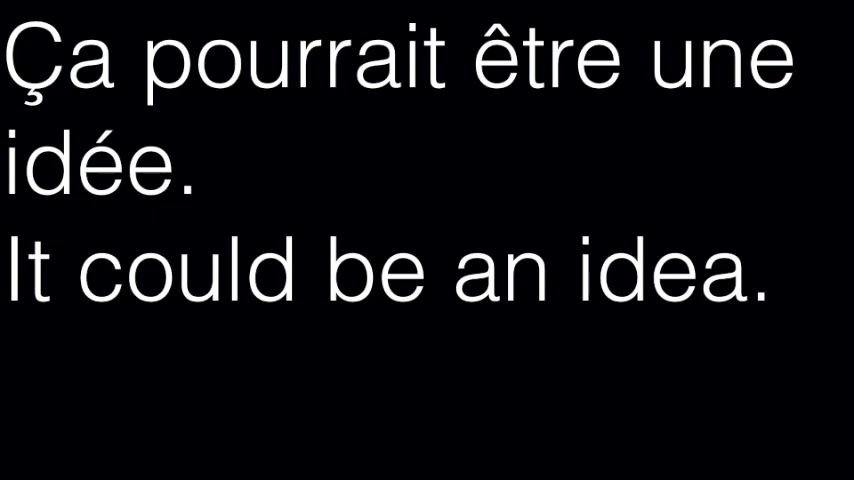 Ça pourrait être une
idée.
It could be an idea.